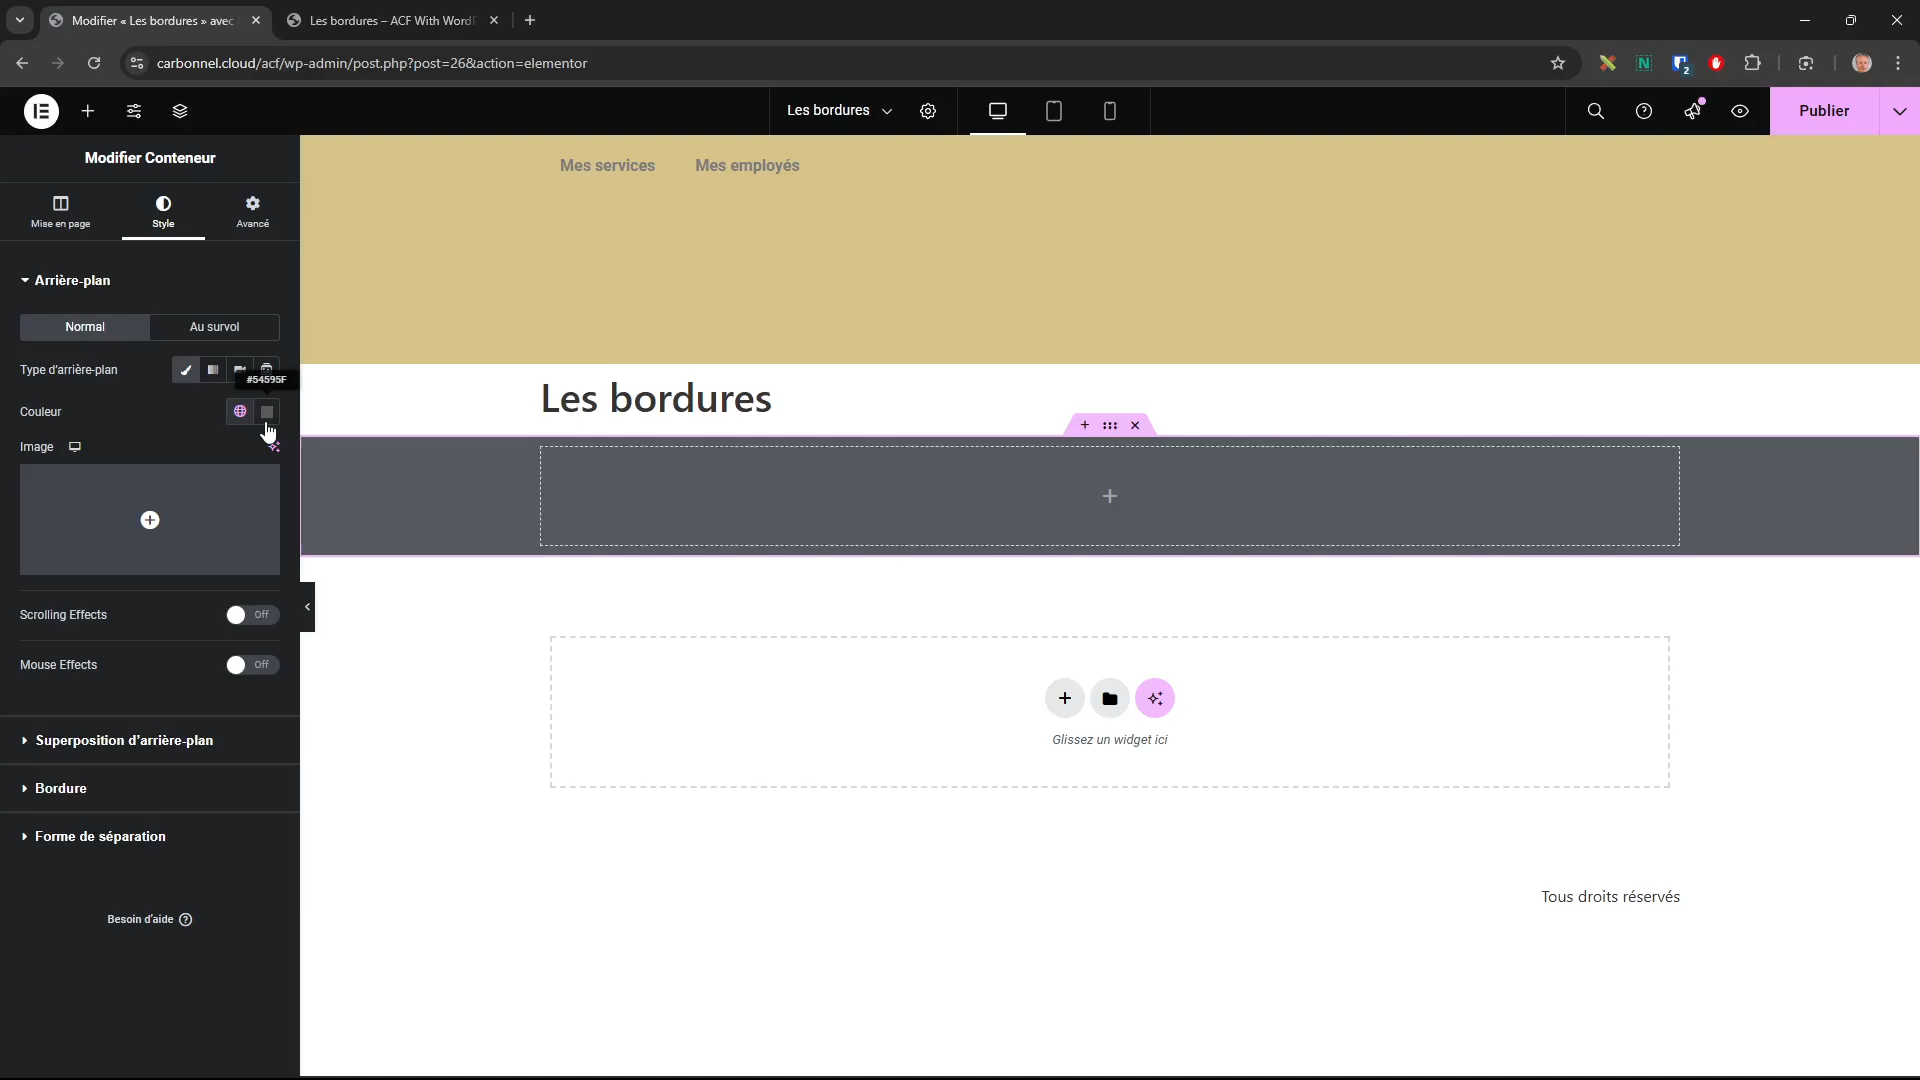 Modifier « Les bordures » avec
Les bordures – ACF With WordP
carbonnel.cloud/acf/wp-admin/post.php?post=26&action=elementor
Les bordures
Publier
Modifier Conteneur
Mise en page
Style
Avancé
Mes services
Mes employés
Arrière-plan
Normal
Au survol
Type d'arrière-plan
#54595F
Couleur
Les bordures
Image
Scrolling Effects
Off
Mouse Effects
Off
Glissez un widget ici
Superposition d'arrière-plan
Bordure
Forme de séparation
Tous droits réservés
Besoin d'aide